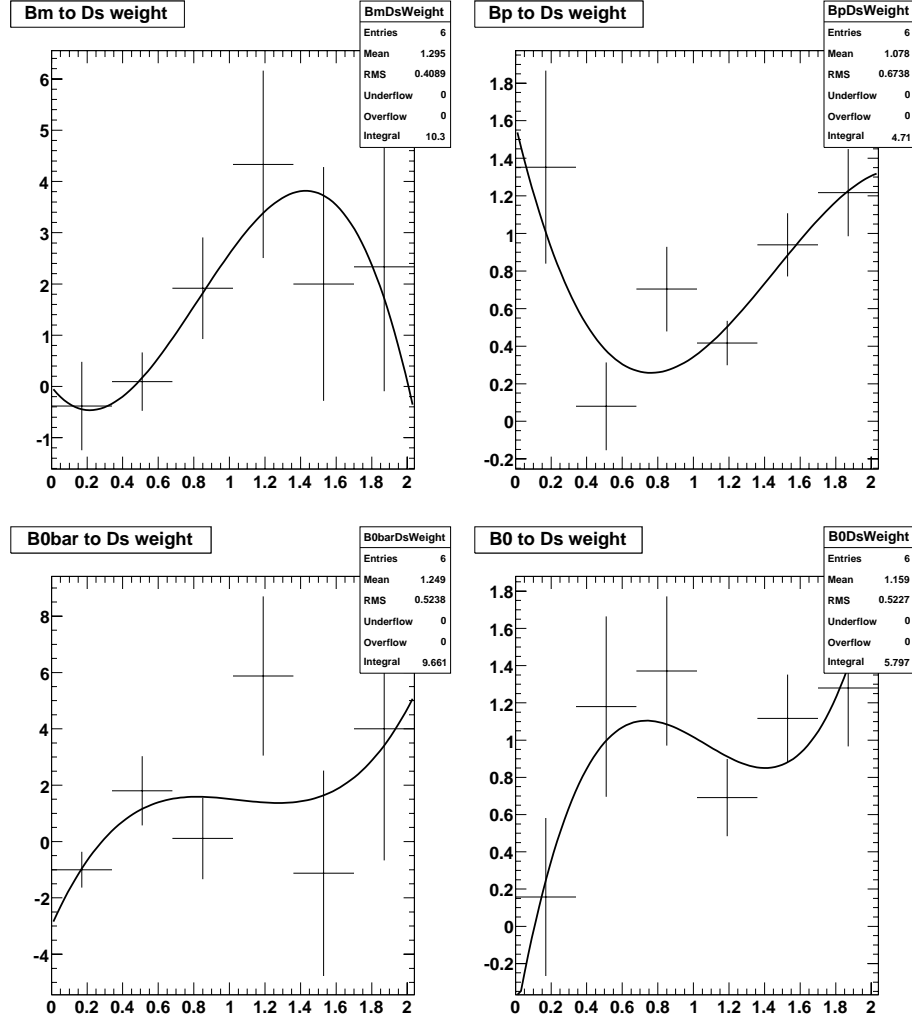 Bm to Ds weight
BmDsWeight
Entries 6
Mean 1.295
RMS 0.4089
Underflow 0
Overflow 0
Integral 10.3
6
5
4
3
2
1
0
-1
0 0.2 0.4 0.6 0.8 1 1.2 1.4 1.6 1.8 2
Bp to Ds weight
BpDsWeight
Entries 6
Mean 1.078
RMS 0.6738
Underflow 0
Overflow 0
Integral 4.71
1.8
1.6
1.4
1.2
1
0.8
0.6
0.4
0.2
0
-0.2
0 0.2 0.4 0.6 0.8 1 1.2 1.4 1.6 1.8 2
B0bar to Ds weight
B0barDsWeight
Entries 6
Mean 1.249
RMS 0.5238
Underflow 0
Overflow 0
Integral 9.661
8
6
4
2
0
-2
-4
0 0.2 0.4 0.6 0.8 1 1.2 1.4 1.6 1.8 2
B0 to Ds weight
B0DsWeight
Entries 6
Mean 1.159
RMS 0.5227
Underflow 0
Overflow 0
Integral 5.797
1.8
1.6
1.4
1.2
1
0.8
0.6
0.4
0.2
0
-0.2
0 0.2 0.4 0.6 0.8 1 1.2 1.4 1.6 1.8 2